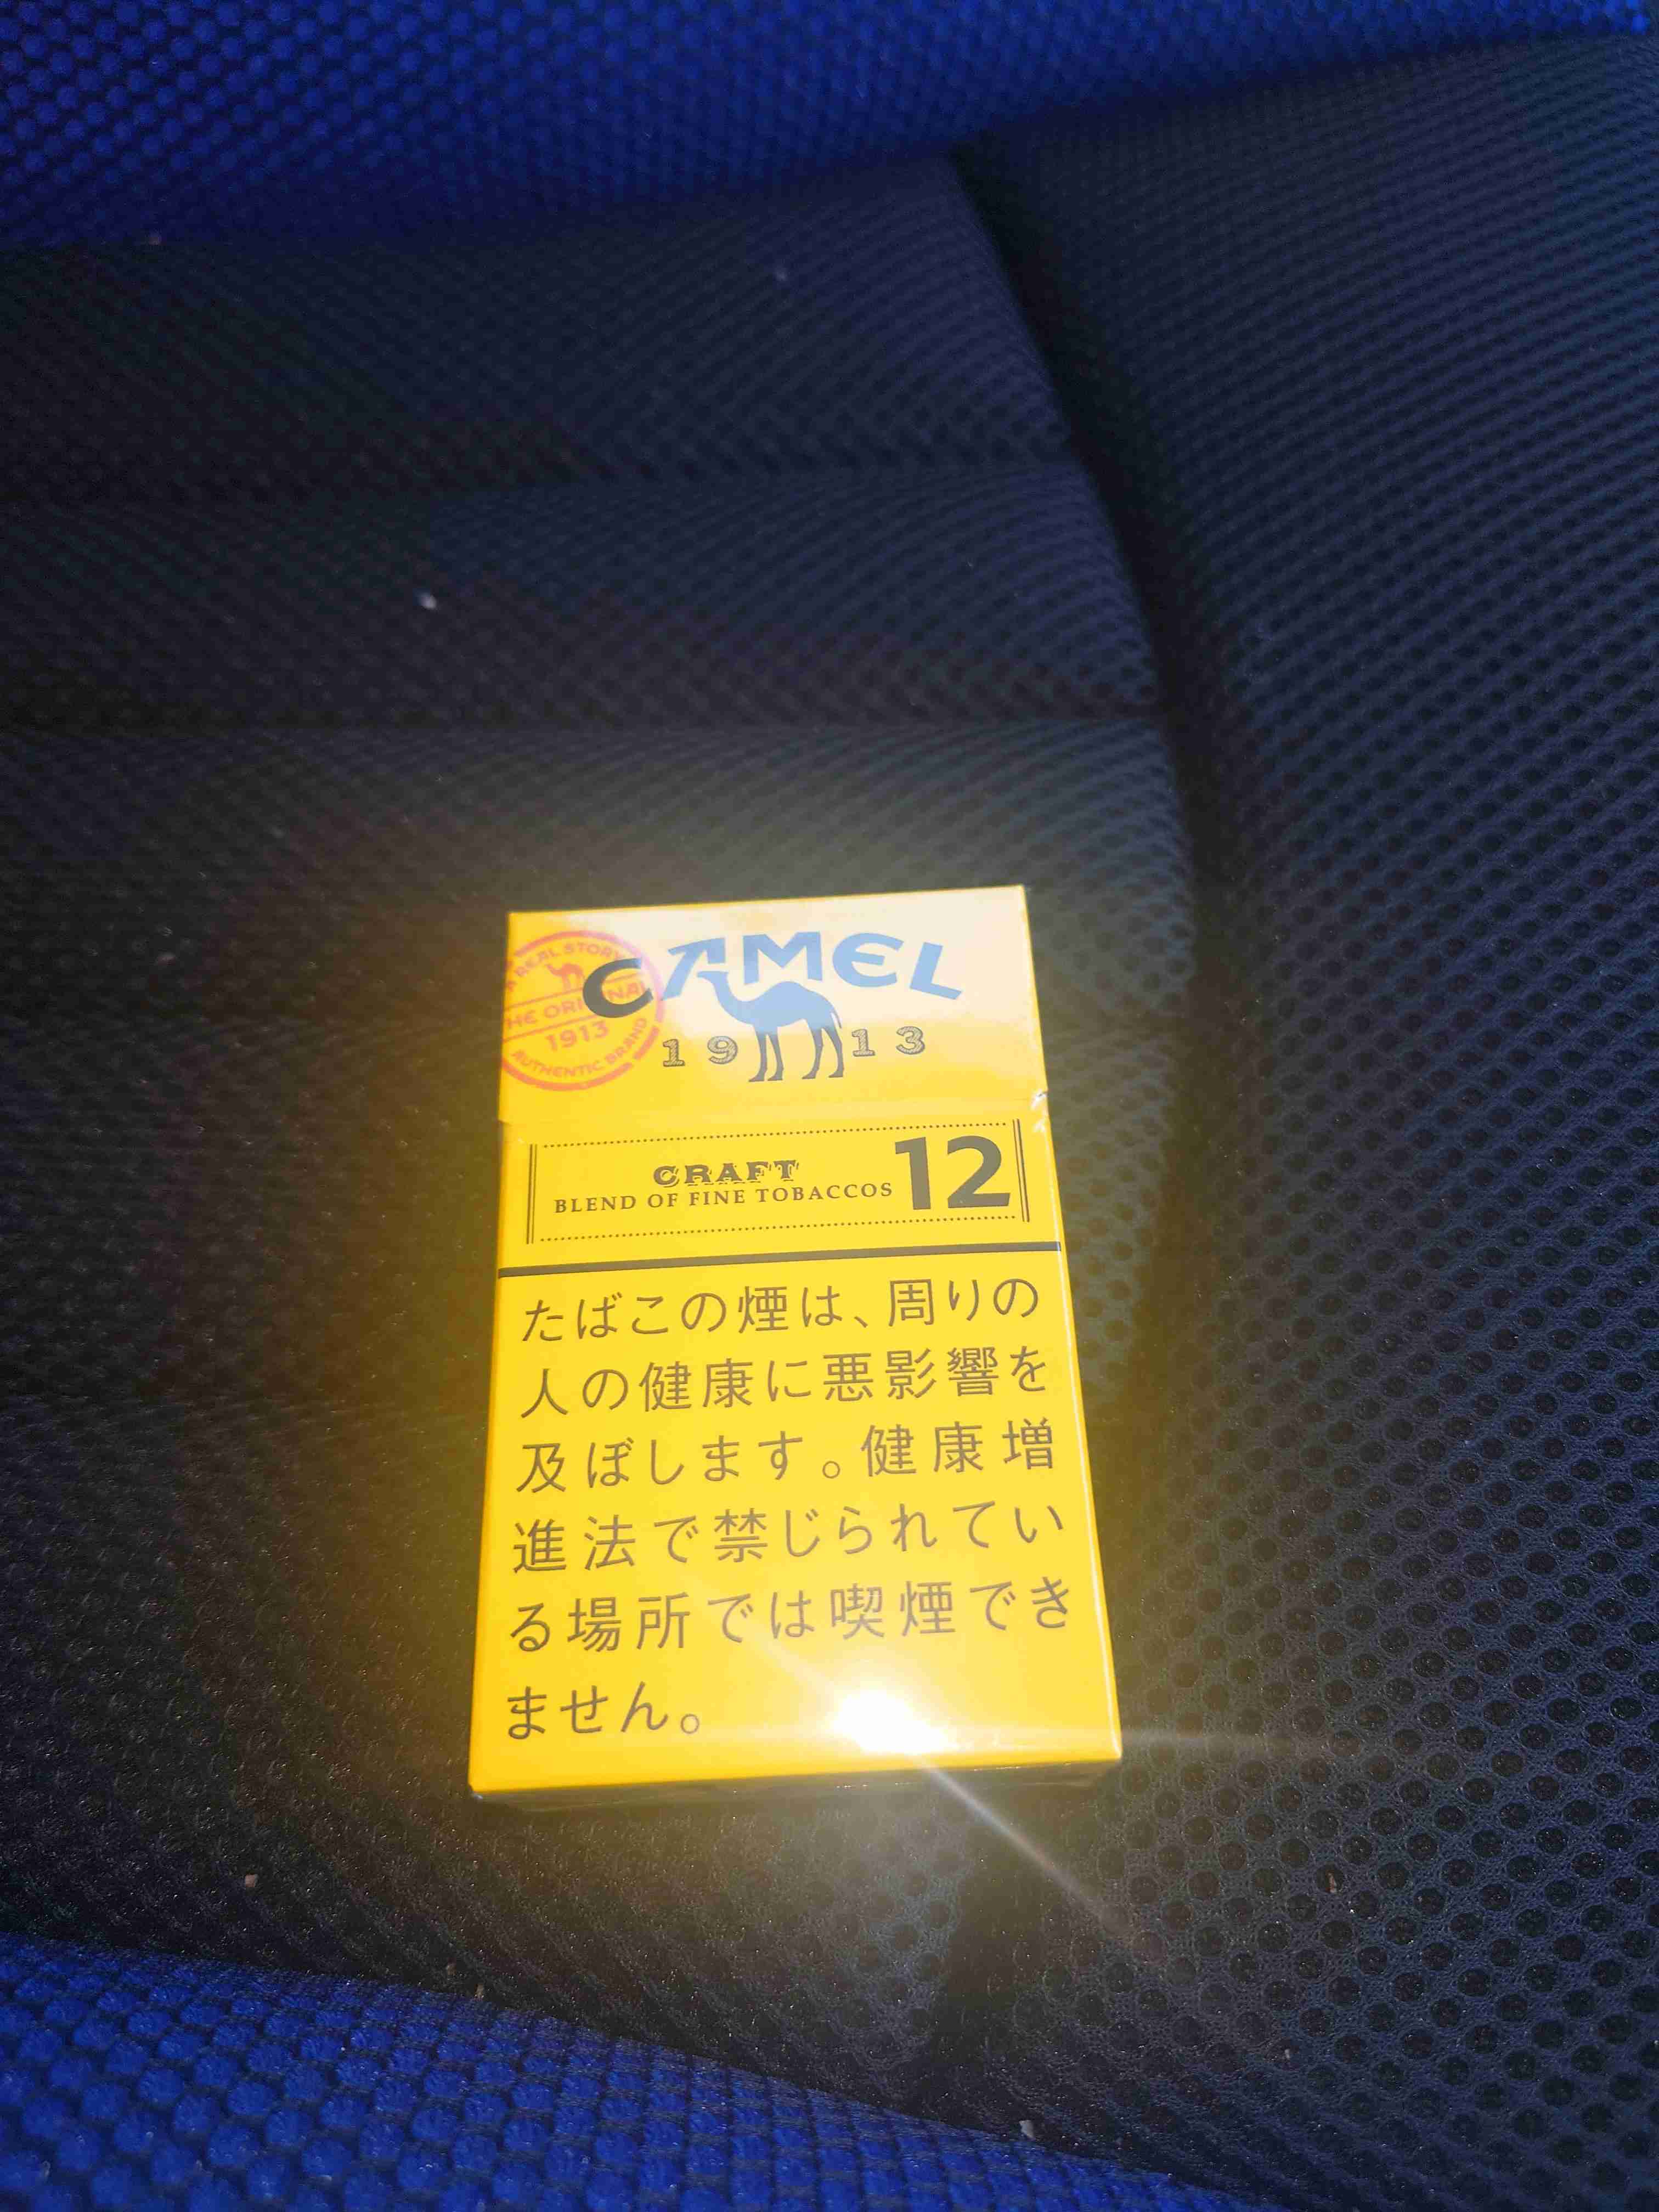 CAMEL
A REAL STORY
THE ORIGINAL
1913
AUTHENTIC BRAND
1913
CRAFT
BLEND OF FINE TOBACCOS
12
たばこの煙は、周りの
人の健康に悪影響を
及ぼします。健康増
進法で禁じられてい
る場所では喫煙でき
ません。